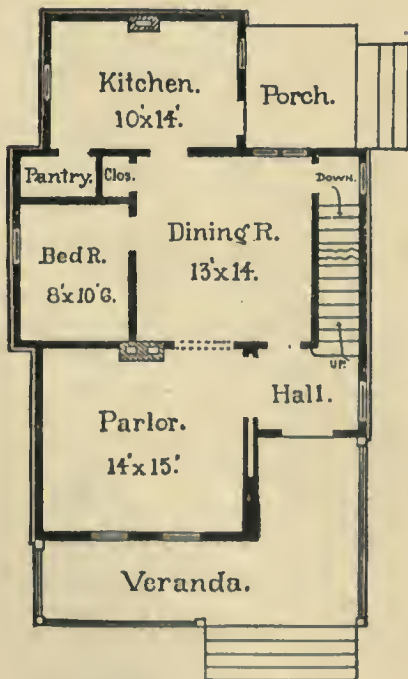 Kitchen.
10'x14'.
Porch.
Pantry.
Clos.
DOWN.
Bed R.
8'x10'6.
Dining R.
13'x14.
UP.
Hall.
Parlor.
14'x15'.
Veranda.